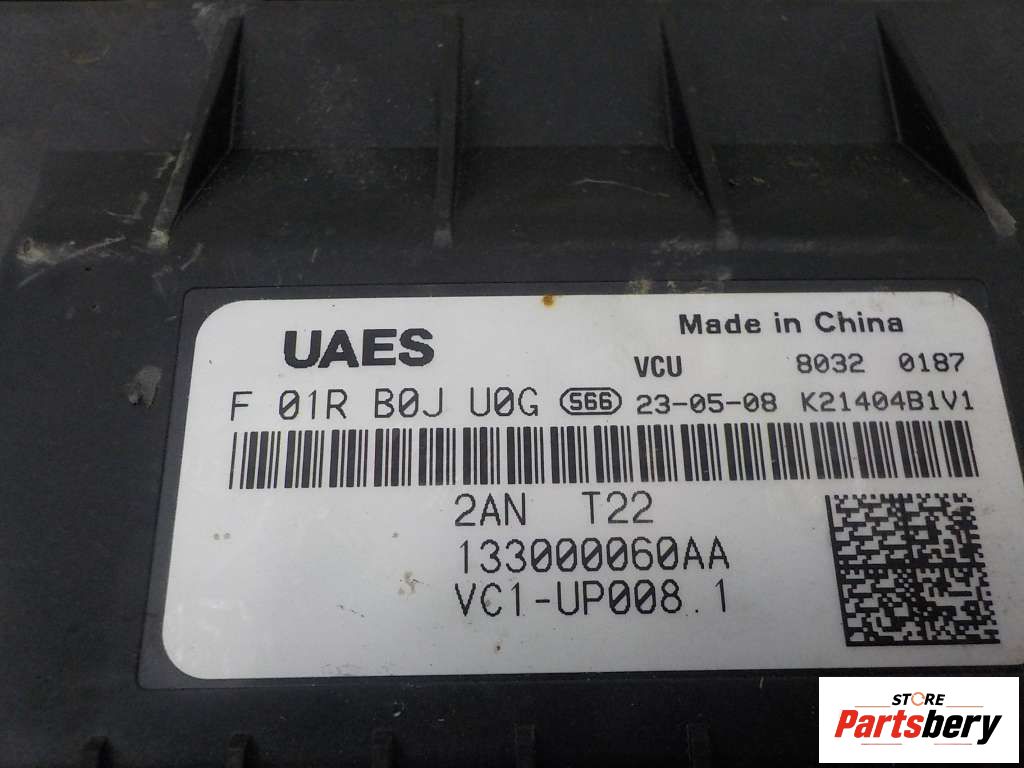 UAES
Made in China
VCU 8032 0187
F 01R B0J U0G 566 23-05-08 K21404B1V1
2AN T22
133000060AA
VC1-UP008.1
STORE
Partsbery